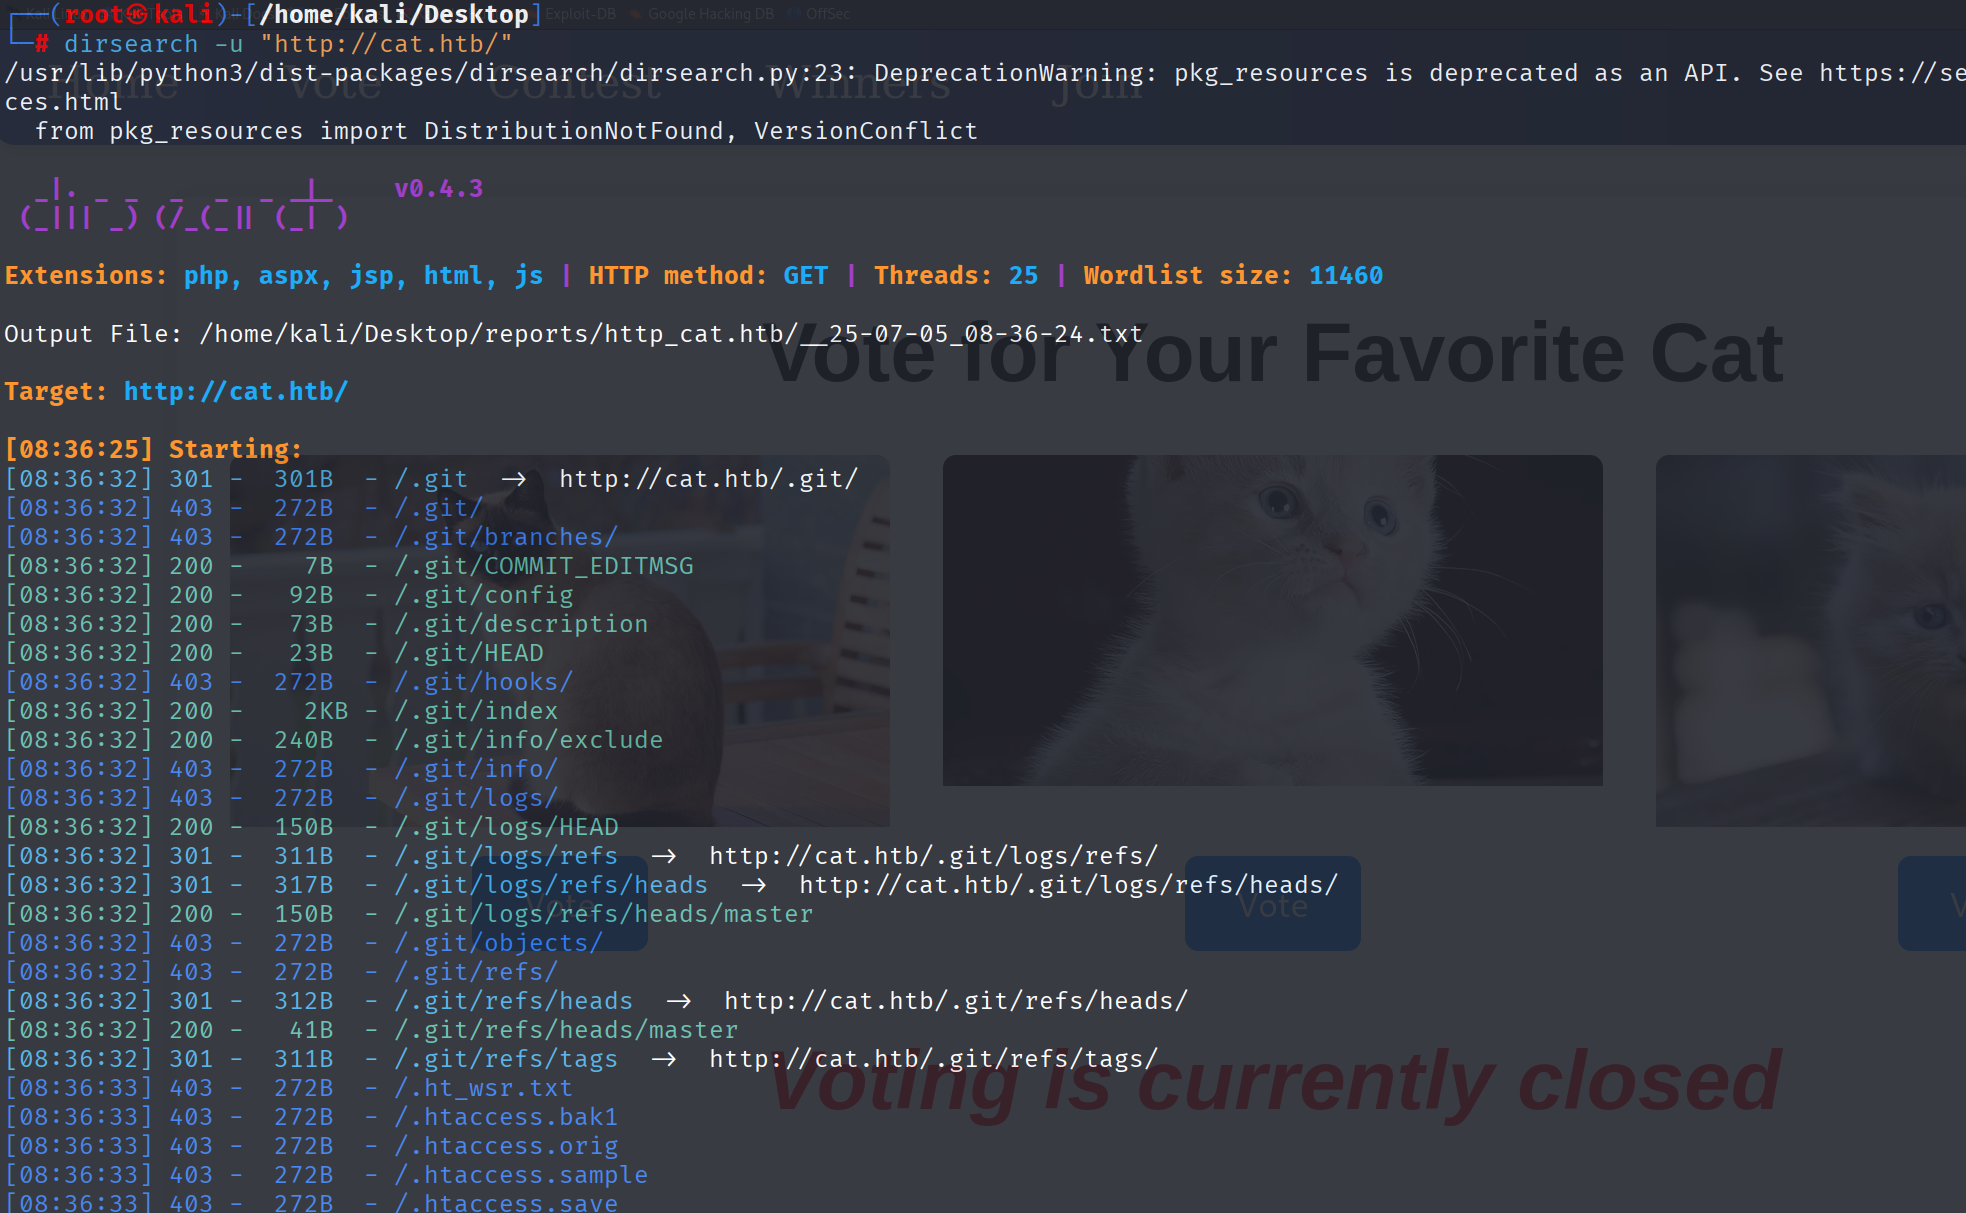 Exploit-DB Google Hacking DB OffSec
(root㉿kali)-[/home/kali/Desktop]
# dirsearch -u "http://cat.htb/"
/usr/lib/python3/dist-packages/dirsearch/dirsearch.py:23: DeprecationWarning: pkg_resources is deprecated as an API. See https://se
Home Vote Contest Winners Join
ces.html
from pkg_resources import DistributionNotFound, VersionConflict
_|. _ _  _  _  _ _|_    v0.4.3
(_||| _) (/_(_|| (_| )
Extensions: php, aspx, jsp, html, js | HTTP method: GET | Threads: 25 | Wordlist size: 11460
Output File: /home/kali/Desktop/reports/http_cat.htb/__25-07-05_08-36-24.txt
Vote for Your Favorite Cat
Target: http://cat.htb/
[08:36:25] Starting:
[08:36:32] 301 -  301B  - /.git  →  http://cat.htb/.git/
[08:36:32] 403 -  272B  - /.git/
[08:36:32] 403 -  272B  - /.git/branches/
[08:36:32] 200 -    7B  - /.git/COMMIT_EDITMSG
[08:36:32] 200 -   92B  - /.git/config
[08:36:32] 200 -   73B  - /.git/description
[08:36:32] 200 -   23B  - /.git/HEAD
[08:36:32] 403 -  272B  - /.git/hooks/
[08:36:32] 200 -    2KB - /.git/index
[08:36:32] 200 -  240B  - /.git/info/exclude
[08:36:32] 403 -  272B  - /.git/info/
[08:36:32] 403 -  272B  - /.git/logs/
[08:36:32] 200 -  150B  - /.git/logs/HEAD
[08:36:32] 301 -  311B  - /.git/logs/refs  →  http://cat.htb/.git/logs/refs/
[08:36:32] 301 -  317B  - /.git/logs/refs/heads  →  http://cat.htb/.git/logs/refs/heads/
Vote Vote
[08:36:32] 200 -  150B  - /.git/logs/refs/heads/master
[08:36:32] 403 -  272B  - /.git/objects/
[08:36:32] 403 -  272B  - /.git/refs/
[08:36:32] 301 -  312B  - /.git/refs/heads  →  http://cat.htb/.git/refs/heads/
[08:36:32] 200 -   41B  - /.git/refs/heads/master
[08:36:32] 301 -  311B  - /.git/refs/tags  →  http://cat.htb/.git/refs/tags/
Voting is currently closed
[08:36:33] 403 -  272B  - /.ht_wsr.txt
[08:36:33] 403 -  272B  - /.htaccess.bak1
[08:36:33] 403 -  272B  - /.htaccess.orig
[08:36:33] 403 -  272B  - /.htaccess.sample
[08:36:33] 403 -  272B  - /.htaccess.save